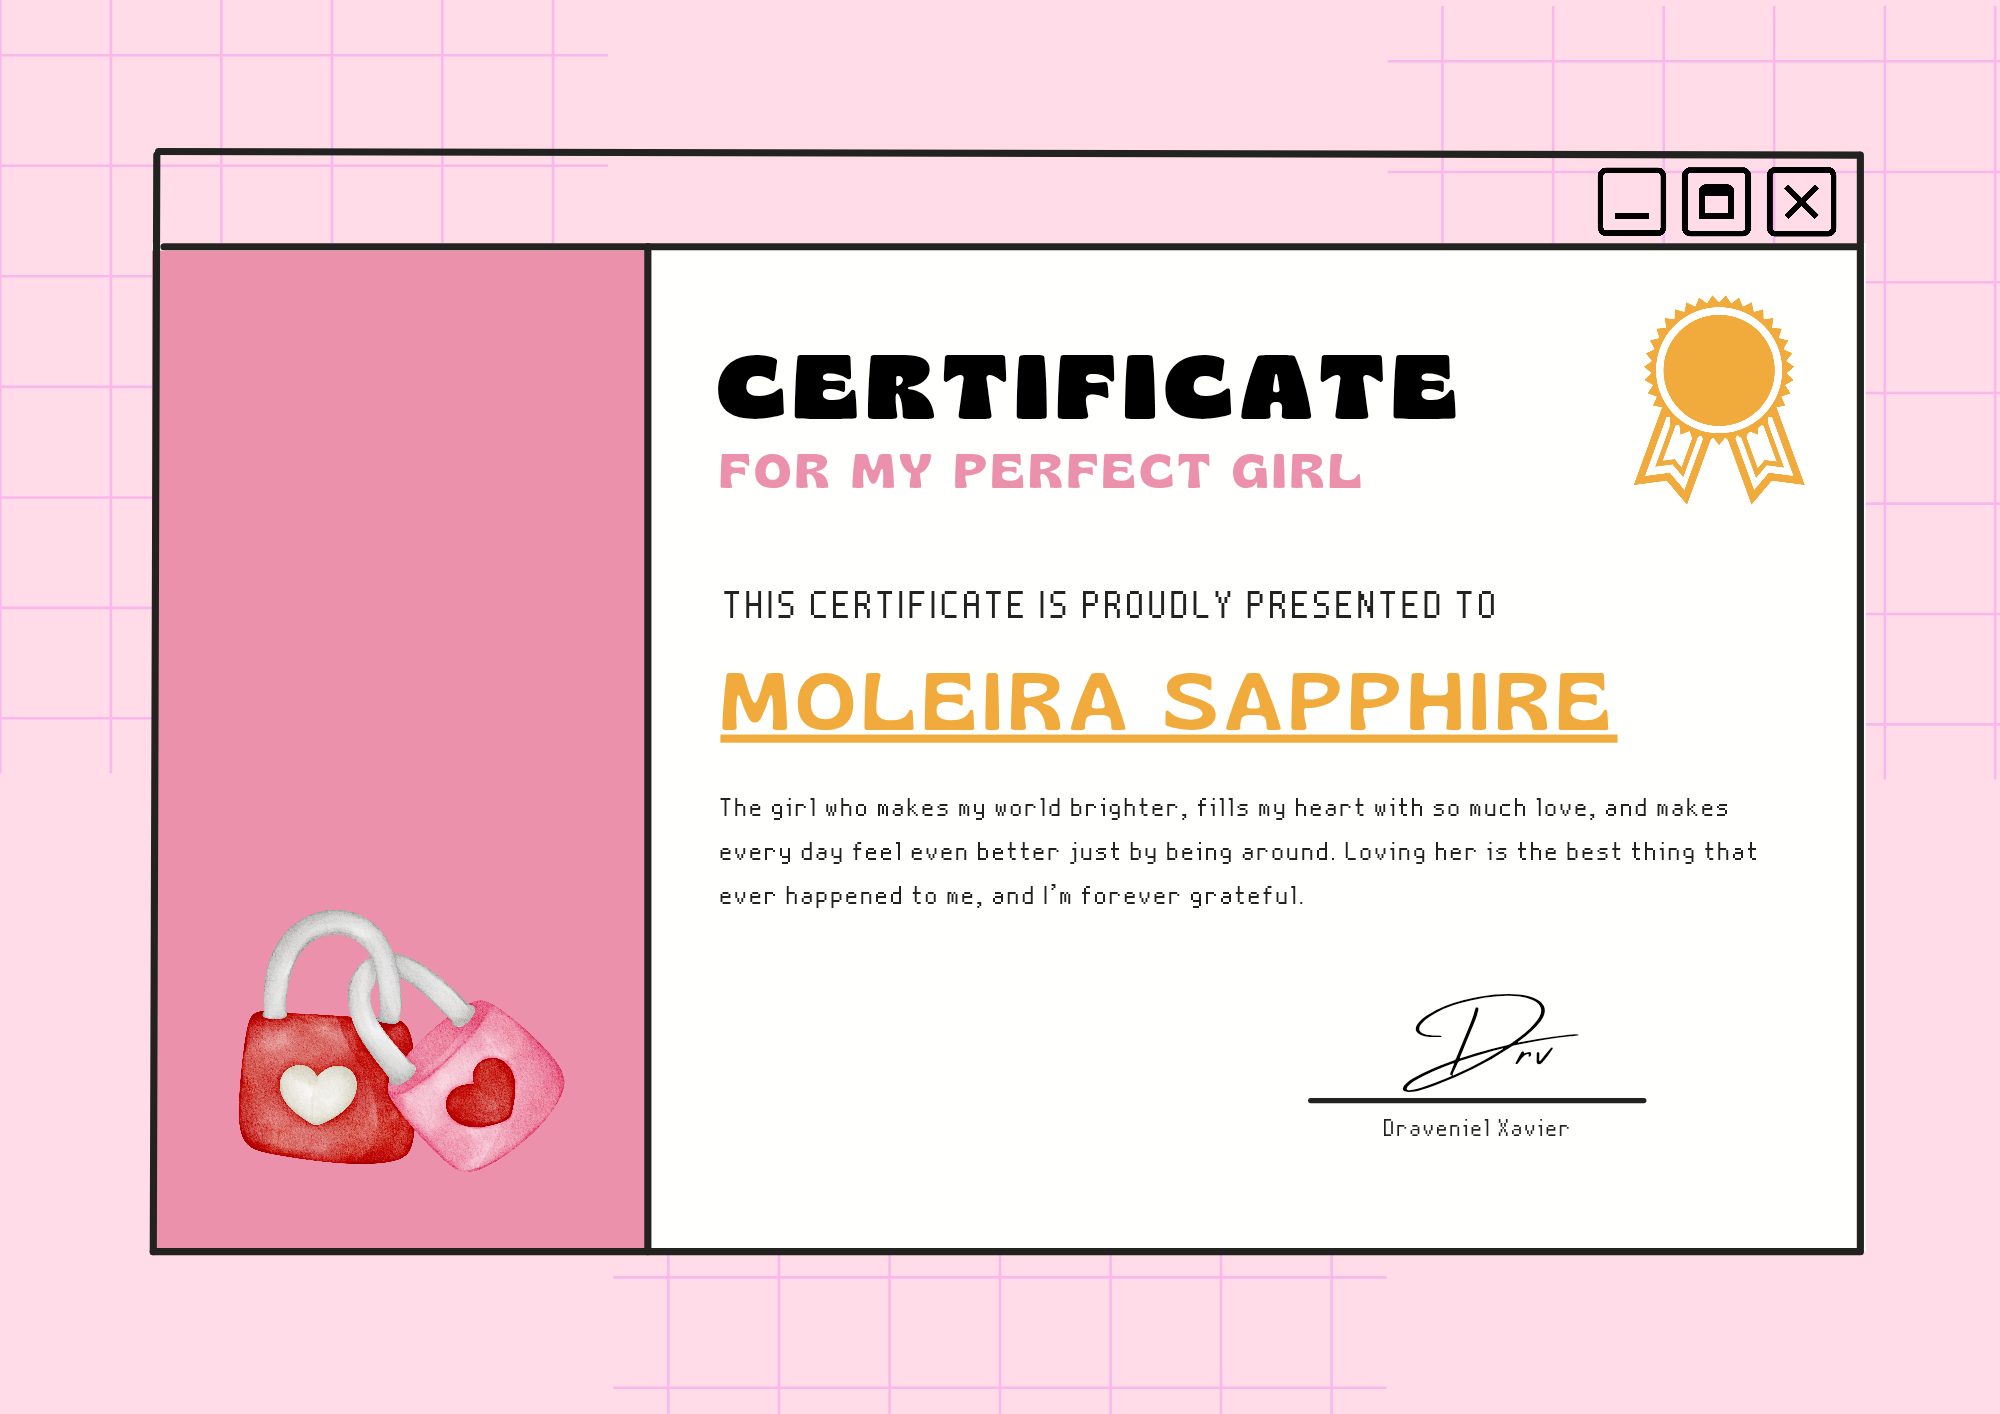 CERTIFICATE
FOR MY PERFECT GIRL
THIS CERTIFICATE IS PROUDLY PRESENTED TO
MOLEIRA SAPPHIRE
The girl who makes my world brighter, fills my heart with so much love, and makes
every day feel even better just by being around. Loving her is the best thing that
ever happened to me, and I’m forever grateful.
Drv
Draveniel Xavier